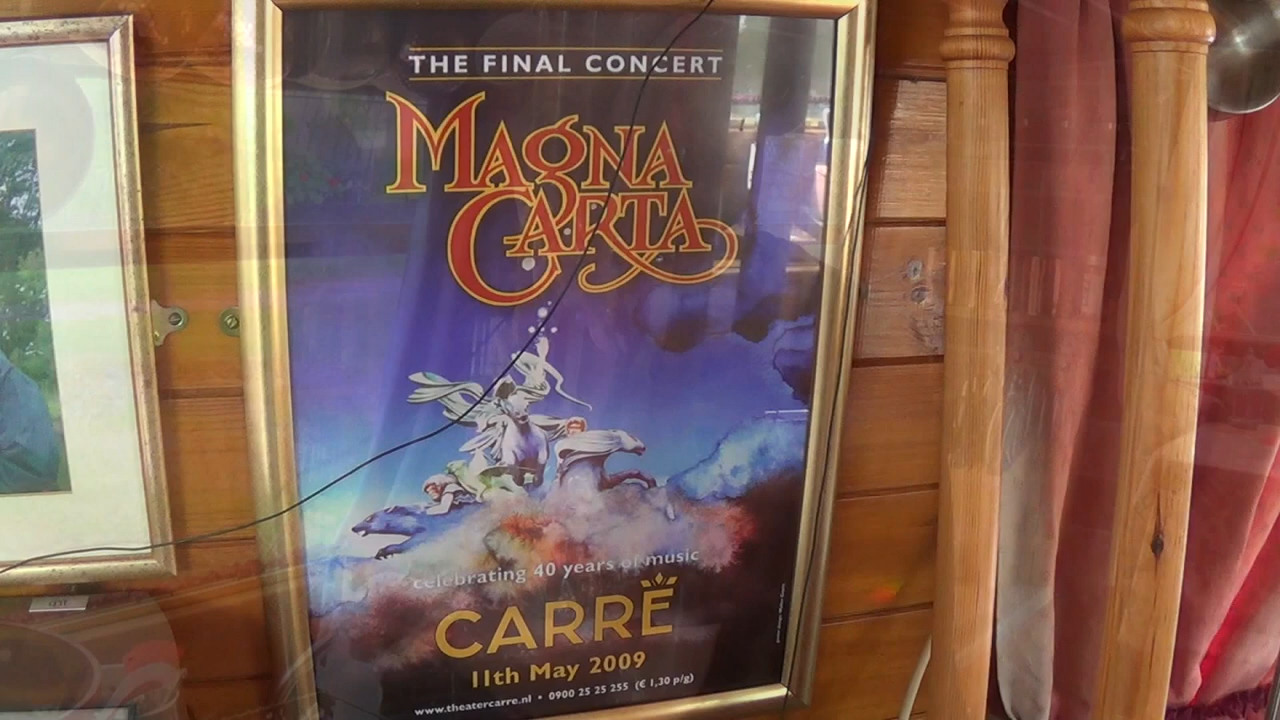 THE FINAL CONCERT
MAGNA
CARTA
celebrating 40 years of music
CARRÉ
11th May 2009
www.theatercarre.nl • 0900 25 25 255 (€ 1,30 p/g)